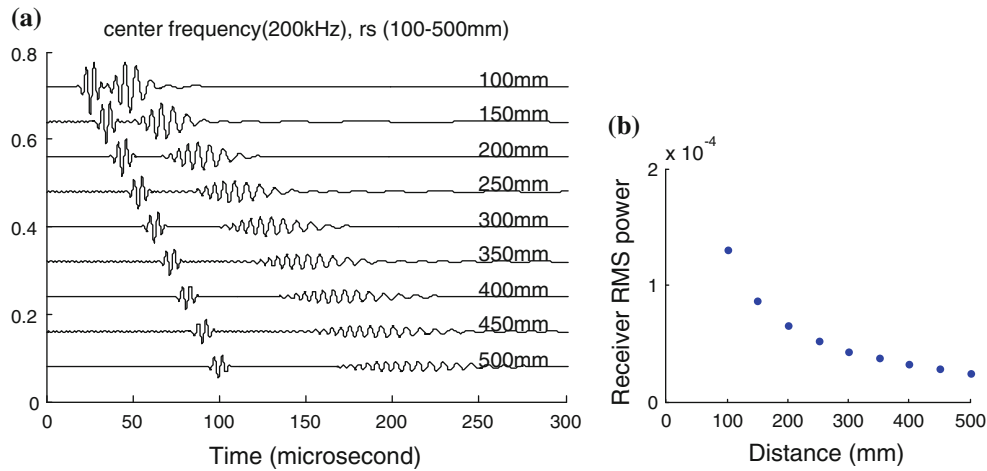 (a)
center frequency(200kHz), rs (100-500mm)
0.8
0.6
0.4
0.2
0
100mm
150mm
200mm
250mm
300mm
350mm
400mm
450mm
500mm
0 50 100 150 200 250 300
Time (microsecond)
(b)
x 10⁻⁴
2
1
0
Receiver RMS power
0 100 200 300 400 500
Distance (mm)